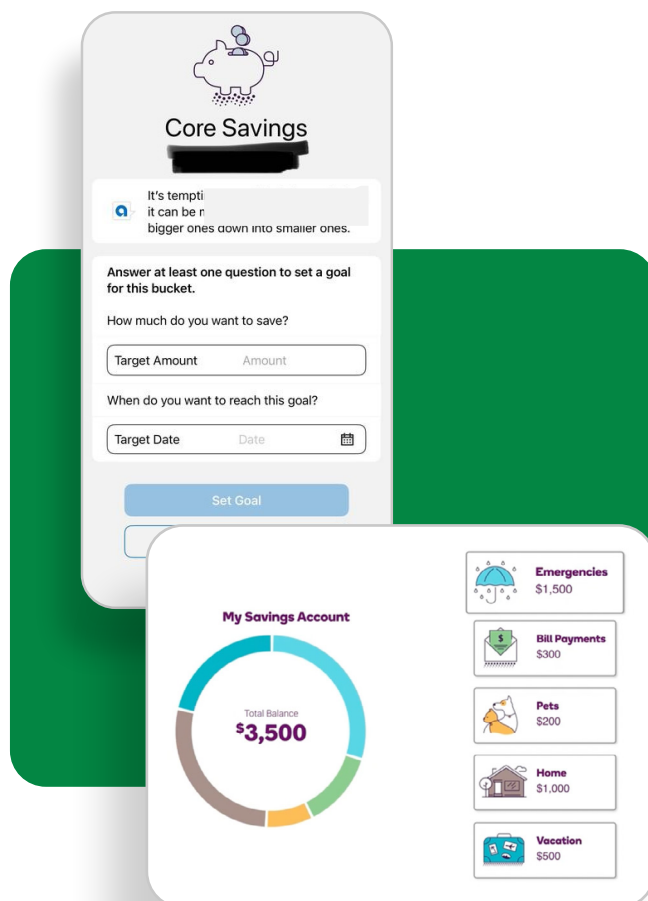 Core Savings
It's
it can be
bigger ones down into smaller ones.
Answer at least one question to set a goal
for this bucket.
How much do you want to save?
Target Amount Amount
When do you want to reach this goal?
Target Date Date
Set Goal
My Savings Account
Total Balance
$3,500
Emergencies
$1,500
Bill Payments
$300
Pets
$200
Home
$1,000
Vacation
$500